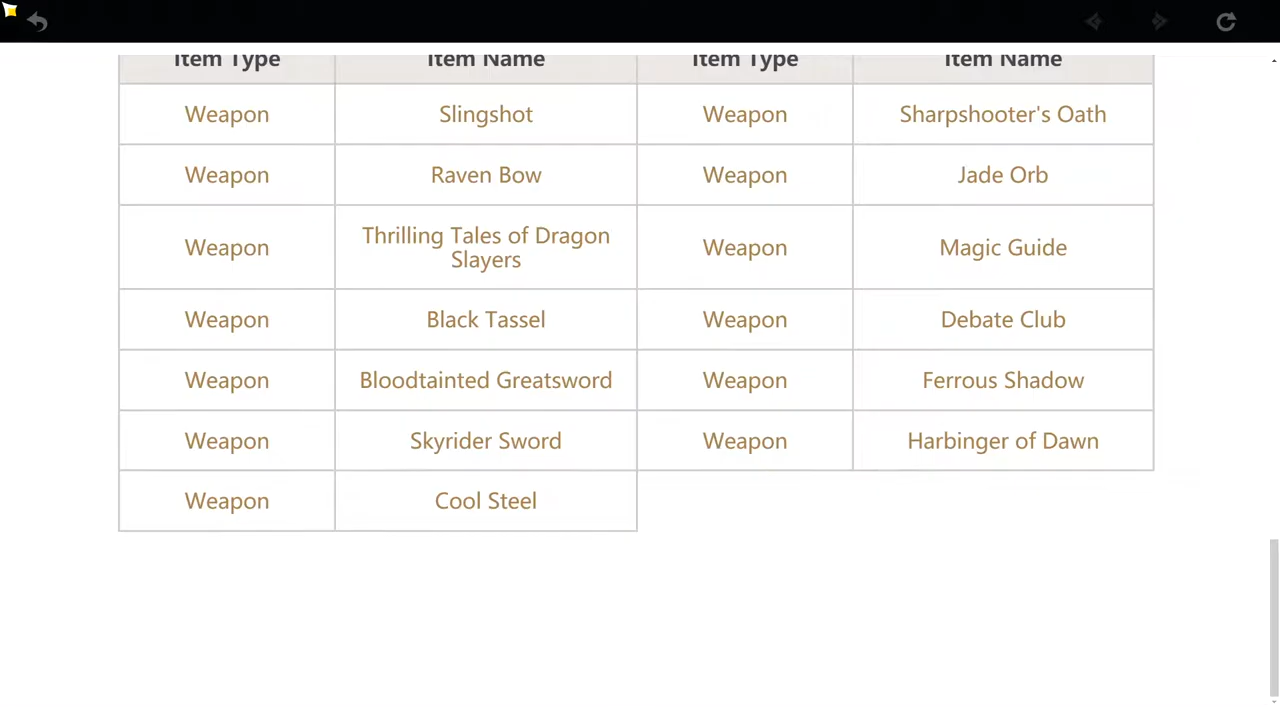 Item Type Item Name Item Type Item Name
Weapon Slingshot Weapon Sharpshooter's Oath
Weapon Raven Bow Weapon Jade Orb
Weapon Thrilling Tales of Dragon Weapon Magic Guide
Slayers
Weapon Black Tassel Weapon Debate Club
Weapon Bloodtainted Greatsword Weapon Ferrous Shadow
Weapon Skyrider Sword Weapon Harbinger of Dawn
Weapon Cool Steel